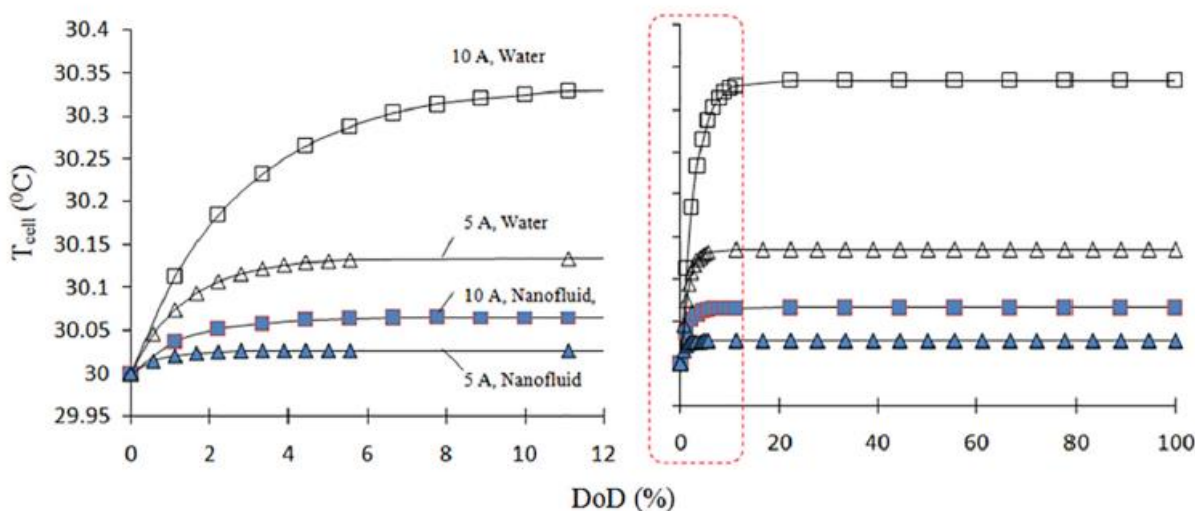 30.4
30.35
30.3
30.25
30.2
30.15
30.1
30.05
30
29.95
T_cell (⁰C)
10 A, Water
5 A, Water
10 A, Nanofluid,
5 A, Nanofluid
0 2 4 6 8 10 12
0 20 40 60 80 100
DoD (%)